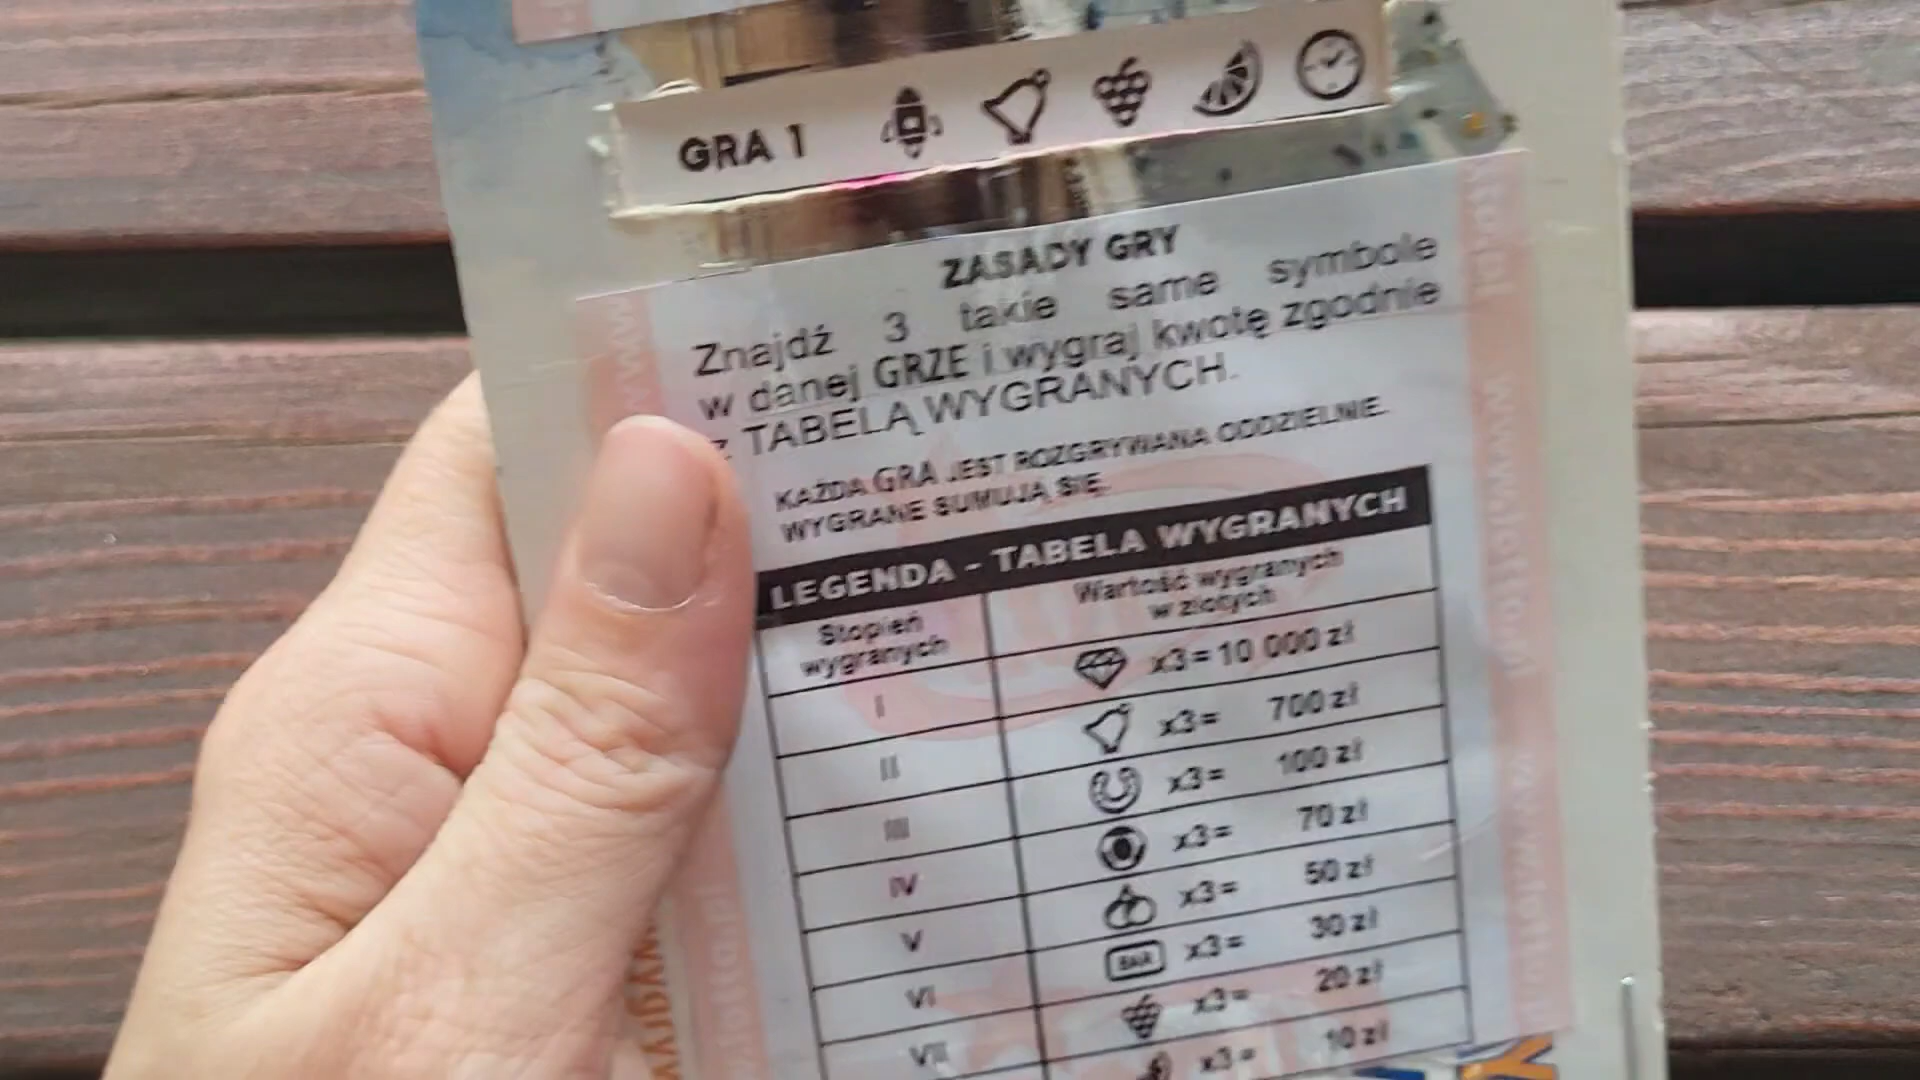 GRA 1
ZASADY GRY
Znajdź 3 takie same symbole
w danej GRZE i wygraj kwotę zgodnie
z TABELĄ WYGRANYCH.
KAŻDA GRA JEST ROZGRYWANA ODDZIELNIE.
WYGRANE SUMUJĄ SIĘ.
LEGENDA - TABELA WYGRANYCH
Stopień
wygranych
Wartość wygranych
w złotych
I x3= 10 000 zł
II x3= 700 zł
III x3= 100 zł
IV x3= 70 zł
V x3= 50 zł
VI BAR x3= 30 zł
VII x3= 20 zł
x3= 10 zł